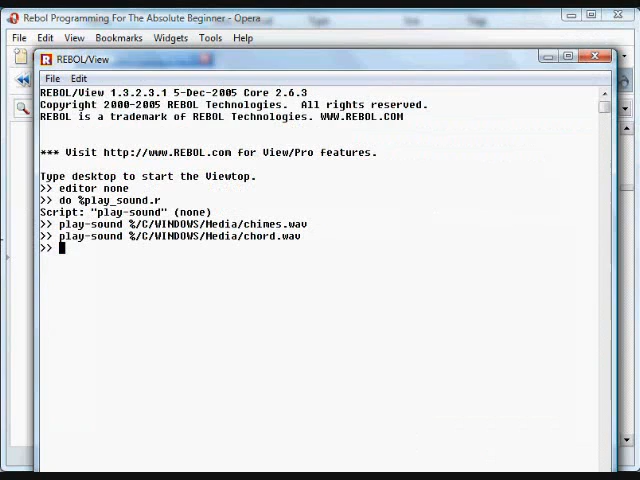 Rebol Programming For The Absolute Beginner - Opera
File Edit View Bookmarks Widgets Tools Help
REBOL/View
File Edit
REBOL/View 1.3.2.3.1 5-Dec-2005 Core 2.6.3
Copyright 2000-2005 REBOL Technologies.  All rights reserved.
REBOL is a trademark of REBOL Technologies. WWW.REBOL.COM
*** Visit http://www.REBOL.com for View/Pro features.
Type desktop to start the Viewtop.
>> editor none
>> do %play_sound.r
Script: "play-sound" (none)
>> play-sound %/C/WINDOWS/Media/chimes.wav
>> play-sound %/C/WINDOWS/Media/chord.wav
>>